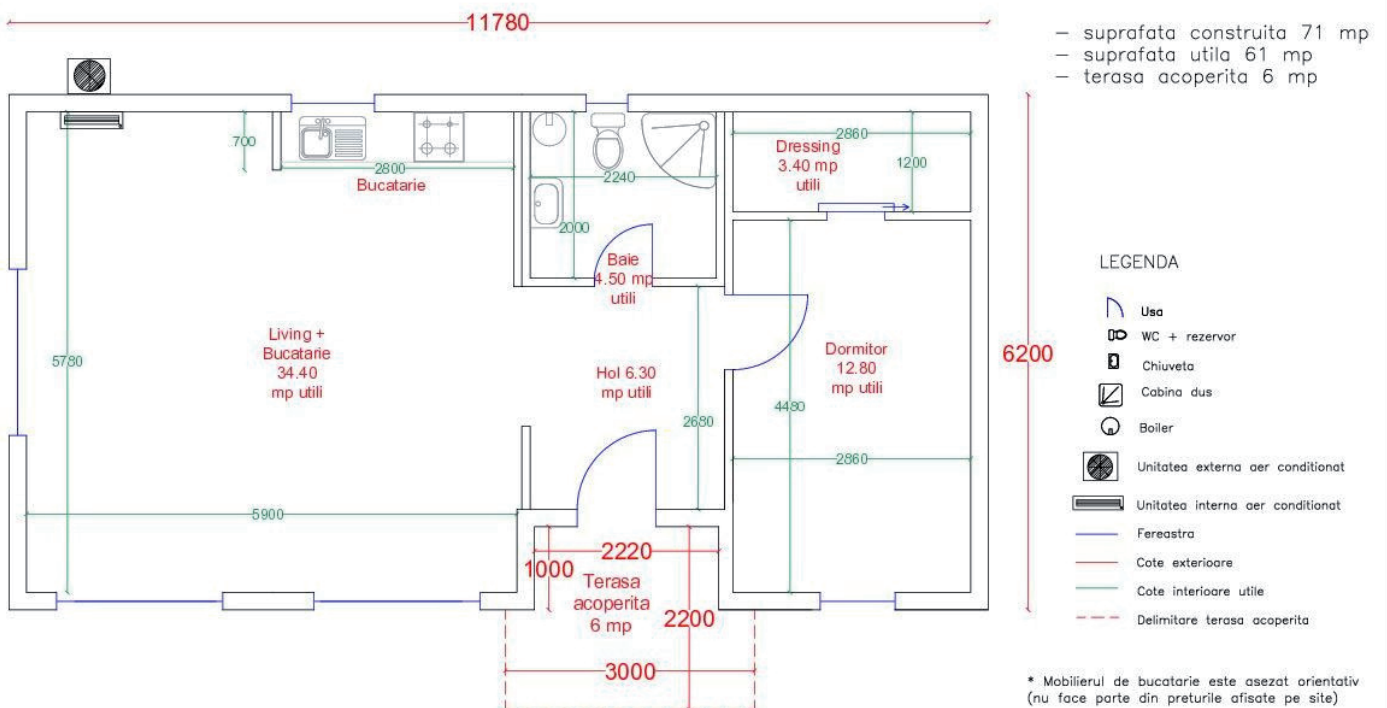 11780
– suprafata construita 71 mp
– suprafata utila 61 mp
– terasa acoperita 6 mp
700
2800
Bucatarie
2240
2000
Baie
4.50 mp
utili
2860
Dressing
3.40 mp
utili
1200
5780
Living +
Bucatarie
34.40
mp utili
Hol 6.30
mp utili
2680
Dormitor
12.80
mp utili
4480
2860
6200
5900
2220
1000
Terasa
acoperita
6 mp
2200
3000
LEGENDA
Usa
WC + rezervor
Chiuveta
Cabina dus
Boiler
Unitatea externa aer conditionat
Unitatea interna aer conditionat
Fereastra
Cote exterioare
Cote interioare utile
Delimitare terasa acoperita
* Mobilierul de bucatarie este asezat orientativ
(nu face parte din preturile afisate pe site)